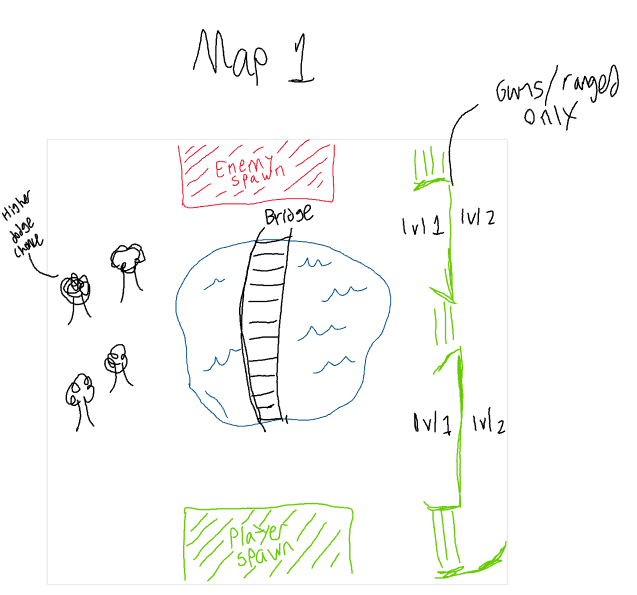 Map 1
Guns/ranged
only
Enemy
spawn
Higher
dodge
chance
Bridge
lvl 1
lvl 2
lvl 1
lvl 2
Player
spawn